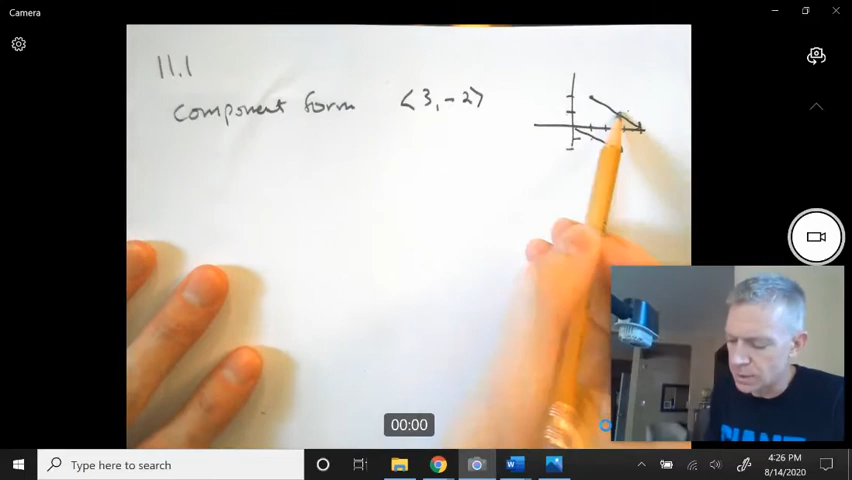 Camera
11.1
component form <3, -2>
00:00
Type here to search
4:26 PM
8/14/2020